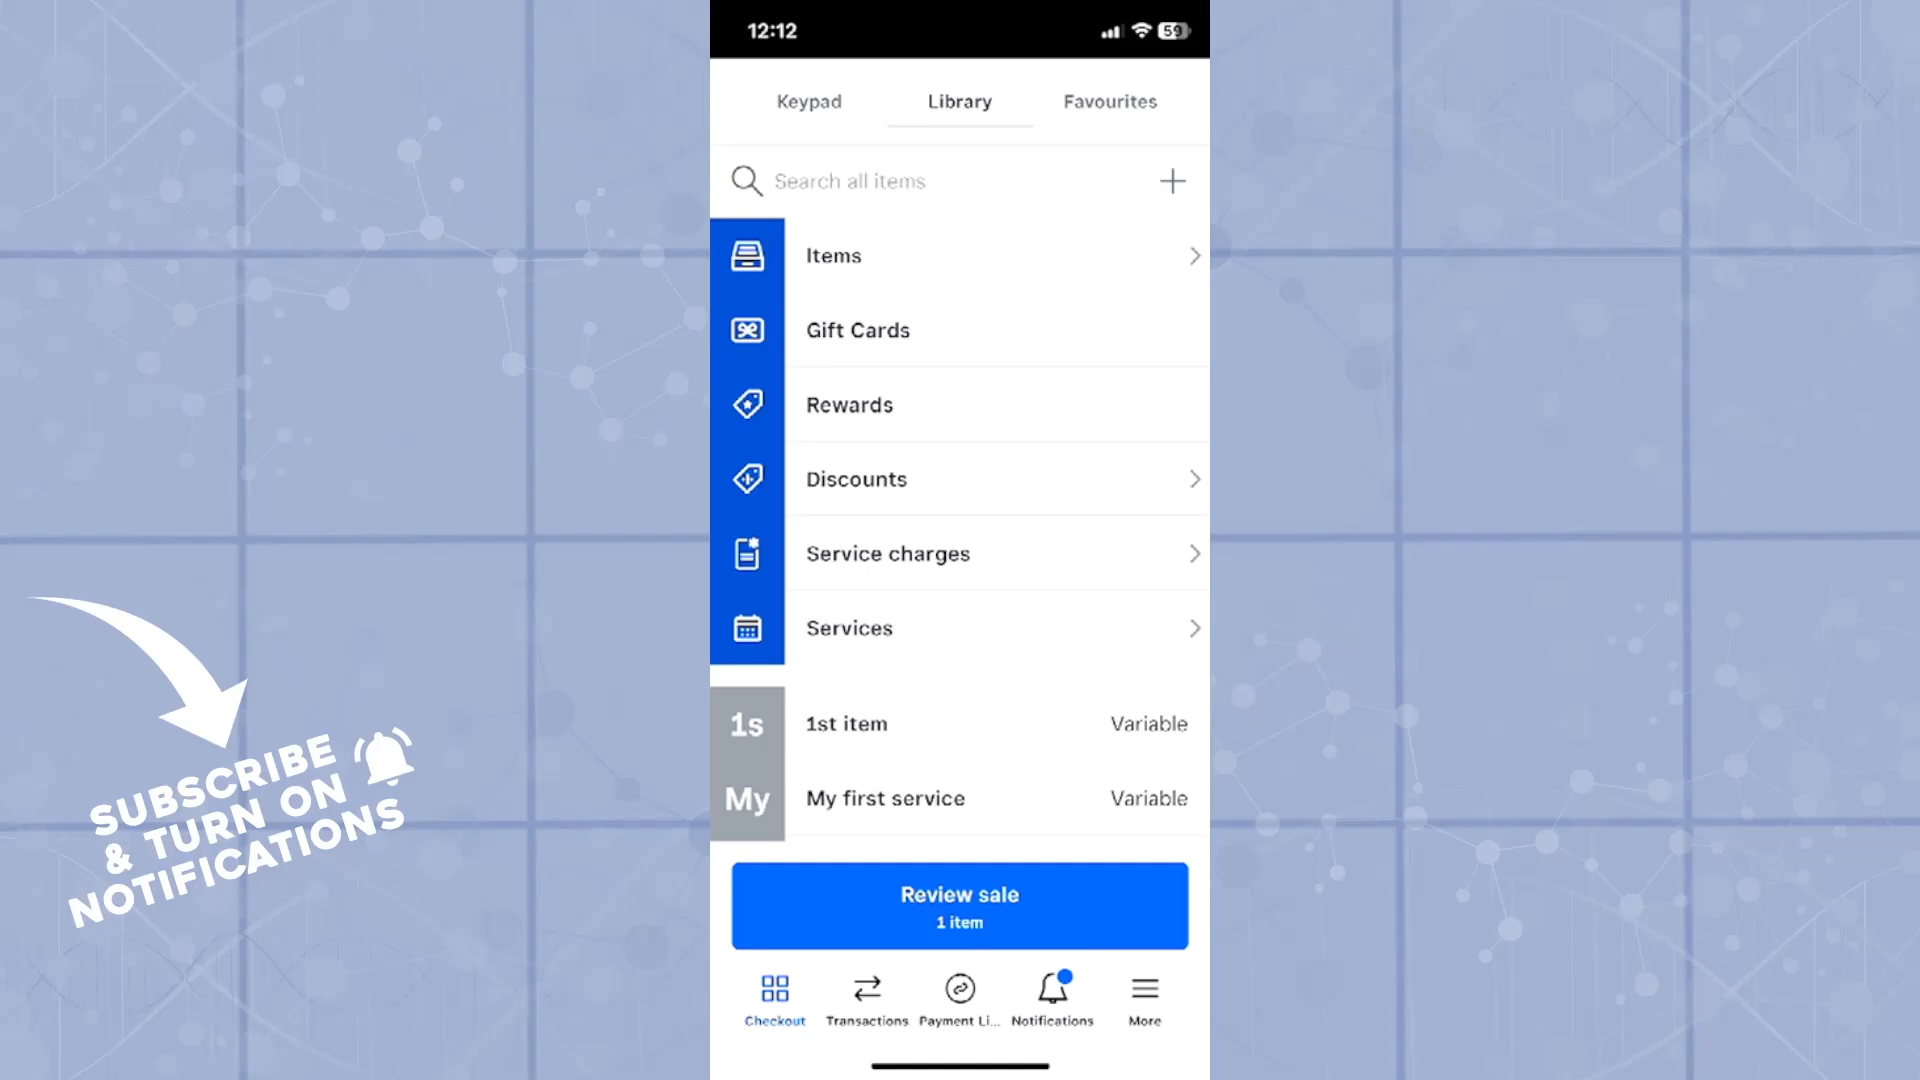 12:12
59
Keypad
Library
Favourites
Search all items
Items
Gift Cards
Rewards
Discounts
Service charges
Services
1s
1st item
Variable
My
My first service
Variable
Review sale
1 item
Checkout
Transactions
Payment Li...
Notifications
More
SUBSCRIBE
& TURN ON
NOTIFICATIONS